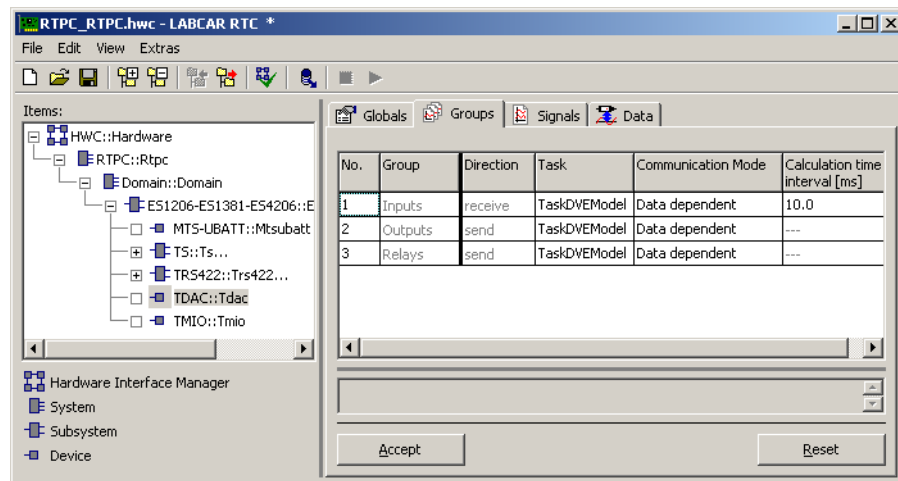 RTPC_RTPC.hwc - LABCAR RTC *
File Edit View Extras
Items:
HWC::Hardware
RTPC::Rtpc
Domain::Domain
ES1206-ES1381-ES4206::E
MTS-UBATT::Mtsubatt
TS::Ts...
TRS422::Trs422...
TDAC::Tdac
TMIO::Tmio
Hardware Interface Manager
System
Subsystem
Device
Globals Groups Signals Data
No. Group Direction Task Communication Mode Calculation time
interval [ms]
1 Inputs receive TaskDVEModel Data dependent 10.0
2 Outputs send TaskDVEModel Data dependent ---
3 Relays send TaskDVEModel Data dependent ---
Accept Reset